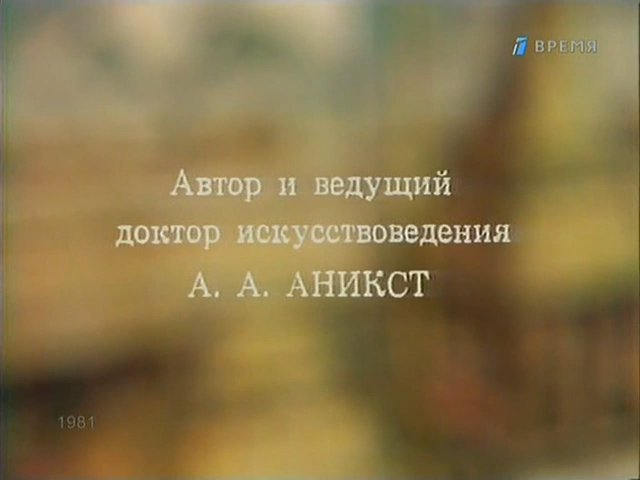 ВРЕМЯ
Автор и ведущий
доктор искусствоведения
А. А. АНИКСТ
1981